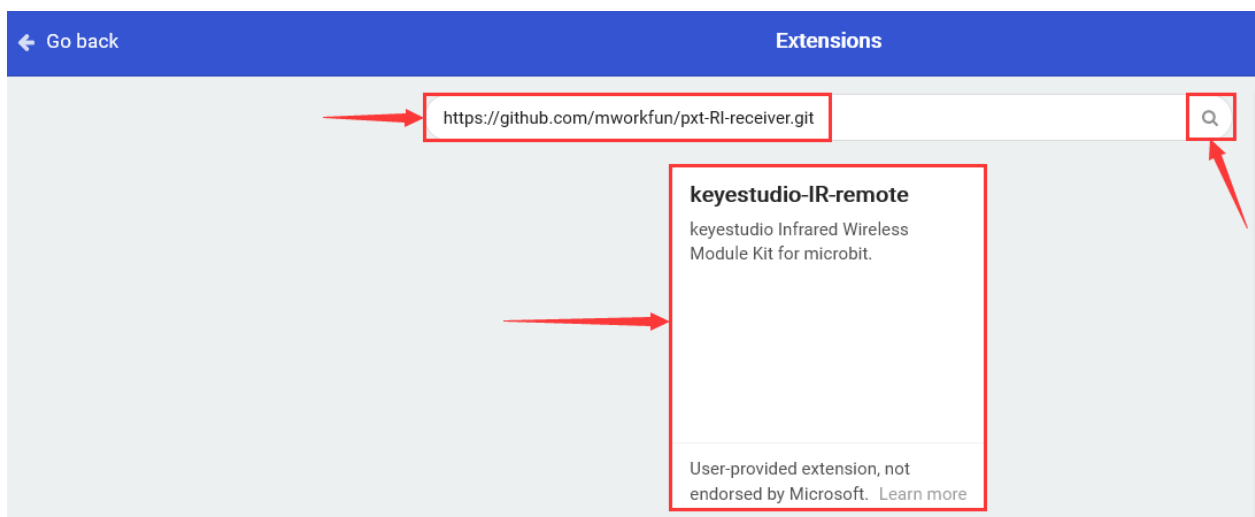 Go back
Extensions
https://github.com/mworkfun/pxt-RI-receiver.git
keyestudio-IR-remote
keyestudio Infrared Wireless
Module Kit for microbit.
User-provided extension, not
endorsed by Microsoft. Learn more